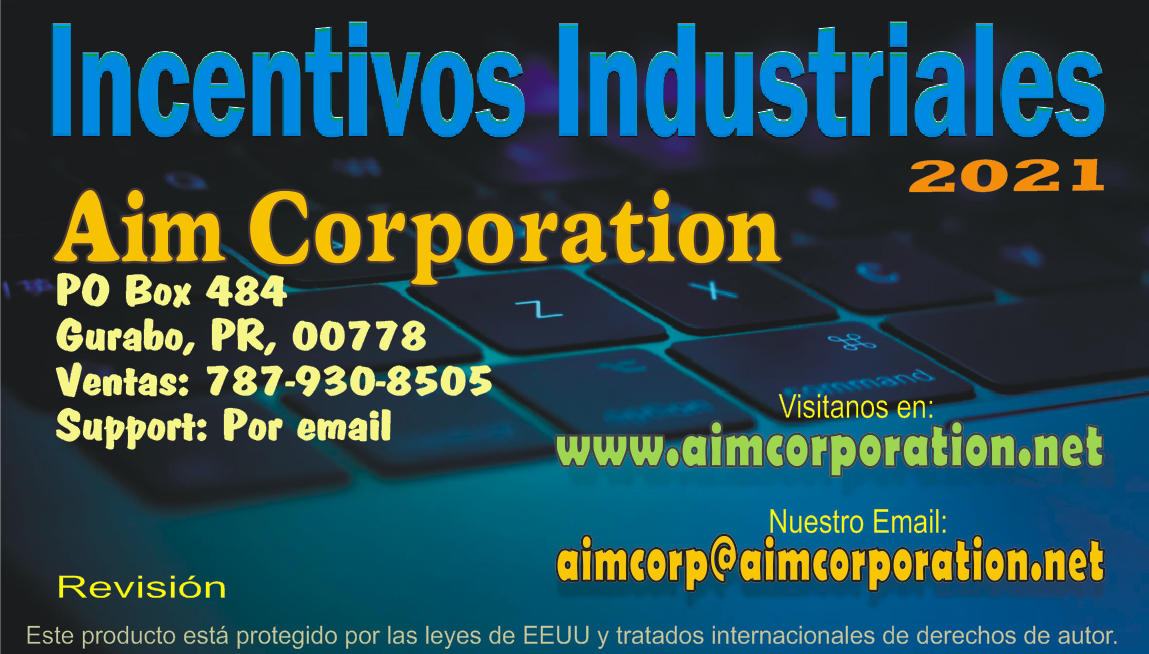 Incentivos Industriales
2021
Aim Corporation
PO Box 484
Gurabo, PR, 00778
Ventas: 787-930-8505
Support: Por email
Z
X
C
command
option
Visitanos en:
www.aimcorporation.net
Nuestro Email:
aimcorp@aimcorporation.net
Revisión
Este producto está protegido por las leyes de EEUU y tratados internacionales de derechos de autor.